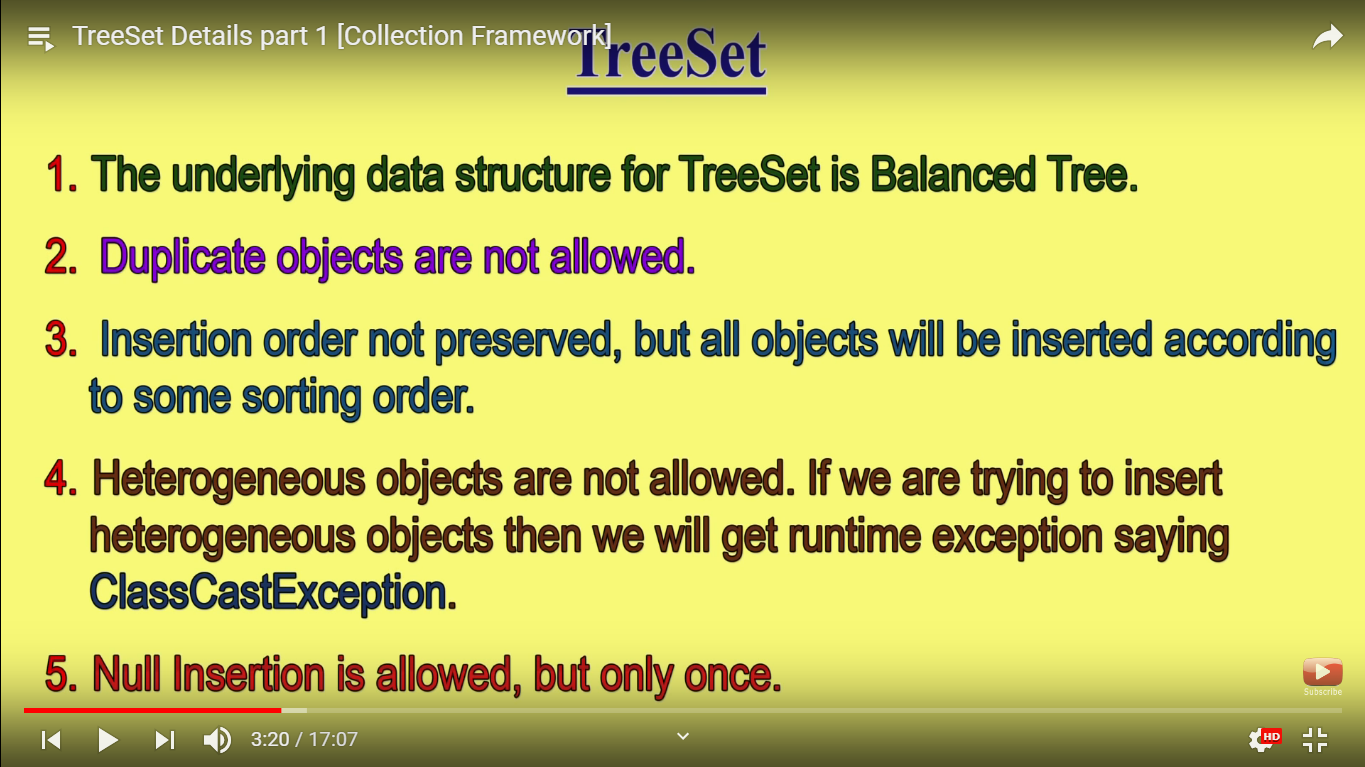 TreeSet Details part 1 [Collection Framework]
TreeSet
1. The underlying data structure for TreeSet is Balanced Tree.
2. Duplicate objects are not allowed.
3. Insertion order not preserved, but all objects will be inserted according
to some sorting order.
4. Heterogeneous objects are not allowed. If we are trying to insert
heterogeneous objects then we will get runtime exception saying
ClassCastException.
5. Null Insertion is allowed, but only once.
Subscribe
3:20 / 17:07
HD